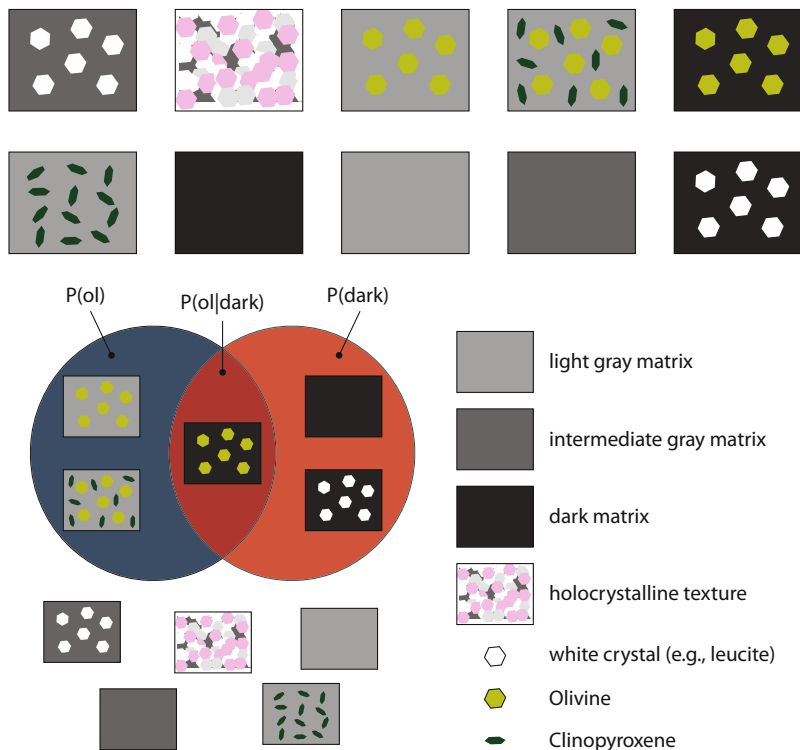 P(ol)
P(ol|dark)
P(dark)
light gray matrix
intermediate gray matrix
dark matrix
holocrystalline texture
white crystal (e.g., leucite)
Olivine
Clinopyroxene